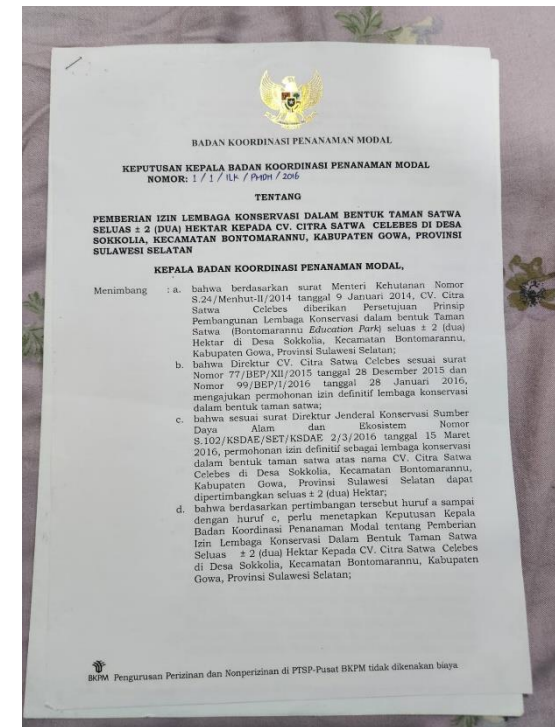 BADAN KOORDINASI PENANAMAN MODAL
KEPUTUSAN KEPALA BADAN KOORDINASI PENANAMAN MODAL
NOMOR: 1 / 1 / ILK / PMDH / 2016
TENTANG
PEMBERIAN IZIN LEMBAGA KONSERVASI DALAM BENTUK TAMAN SATWA
SELUAS ± 2 (DUA) HEKTAR KEPADA CV. CITRA SATWA CELEBES DI DESA
SOKKOLIA, KECAMATAN BONTOMARANNU, KABUPATEN GOWA, PROVINSI
SULAWESI SELATAN
KEPALA BADAN KOORDINASI PENANAMAN MODAL,
Menimbang : a. bahwa berdasarkan surat Menteri Kehutanan Nomor
S.24/Menhut-II/2014 tanggal 9 Januari 2014, CV. Citra
Satwa Celebes diberikan Persetujuan Prinsip
Pembangunan Lembaga Konservasi dalam bentuk Taman
Satwa (Bontomarannu Education Park) seluas ± 2 (dua)
Hektar di Desa Sokkolia, Kecamatan Bontomarannu,
Kabupaten Gowa, Provinsi Sulawesi Selatan;
b. bahwa Direktur CV. Citra Satwa Celebes sesuai surat
Nomor 77/BEP/XII/2015 tanggal 28 Desember 2015 dan
Nomor 99/BEP/I/2016 tanggal 28 Januari 2016,
mengajukan permohonan izin definitif lembaga konservasi
dalam bentuk taman satwa;
c. bahwa sesuai surat Direktur Jenderal Konservasi Sumber
Daya Alam dan Ekosistem Nomor
S.102/KSDAE/SET/KSDAE 2/3/2016 tanggal 15 Maret
2016, permohonan izin definitif sebagai lembaga konservasi
dalam bentuk taman satwa atas nama CV. Citra Satwa
Celebes di Desa Sokkolia, Kecamatan Bontomarannu,
Kabupaten Gowa, Provinsi Sulawesi Selatan dapat
dipertimbangkan seluas ± 2 (dua) Hektar;
d. bahwa berdasarkan pertimbangan tersebut huruf a sampai
dengan huruf c, perlu menetapkan Keputusan Kepala
Badan Koordinasi Penanaman Modal tentang Pemberian
Izin Lembaga Konservasi Dalam Bentuk Taman Satwa
Seluas ± 2 (dua) Hektar Kepada CV. Citra Satwa Celebes
di Desa Sokkolia, Kecamatan Bontomarannu, Kabupaten
Gowa, Provinsi Sulawesi Selatan;
BKPM Pengurusan Perizinan dan Nonperizinan di PTSP-Pusat BKPM tidak dikenakan biaya